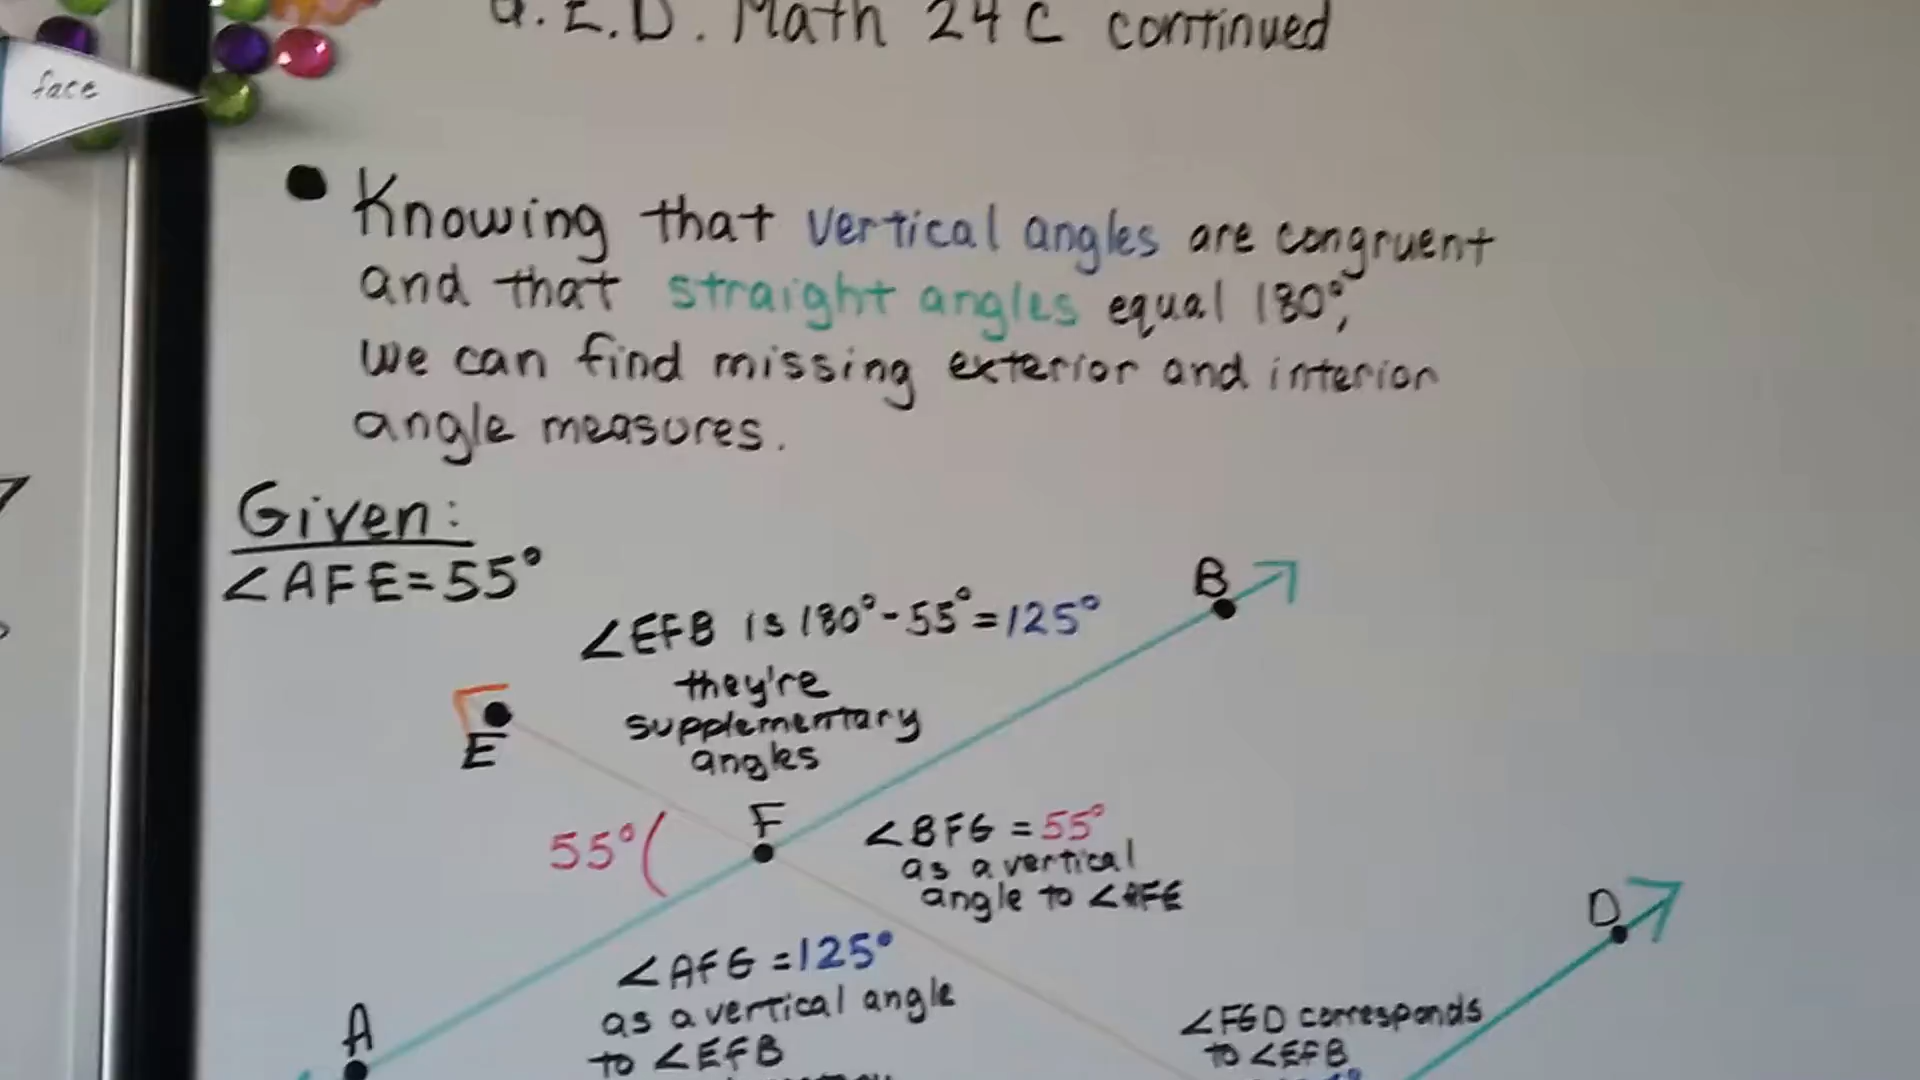 face
G.E.D. Math 24 C continued
• Knowing that vertical angles are congruent
and that straight angles equal 180°,
we can find missing exterior and interior
angle measures.
Given:
∠AFE=55°
∠EFB is 180°-55°=125°
they're
supplementary
angles
B
E
F
55°
∠BFG = 55°
as a vertical
angle to ∠AFE
D
∠AFG =125°
as a vertical angle
to ∠EFB
A
∠FGD corresponds
to ∠EFB